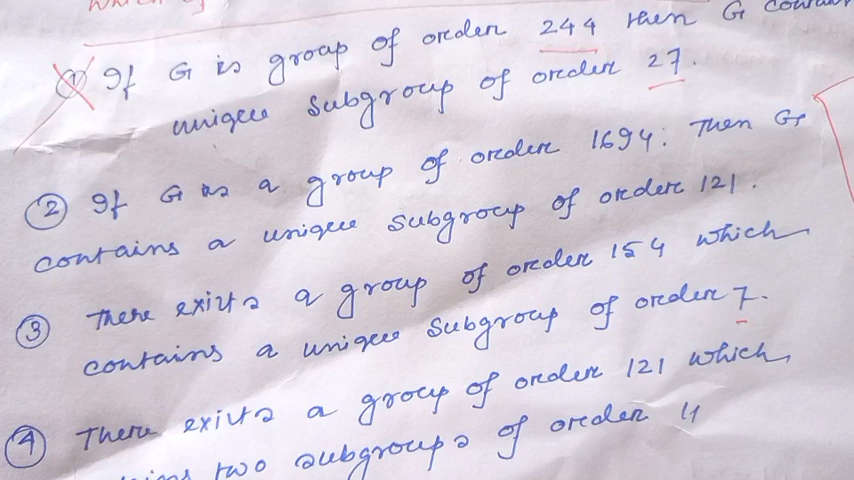 which
① If G is group of order 244 then G contain
unique subgroup of order 27.
② If G is a group of order 1694. Then G
contains a unique subgroup of order 121.
③ There exists a group of order 154 which
contains a unique subgroup of order 7.
④ There exists a group of order 121 which
two subgroups of order 11